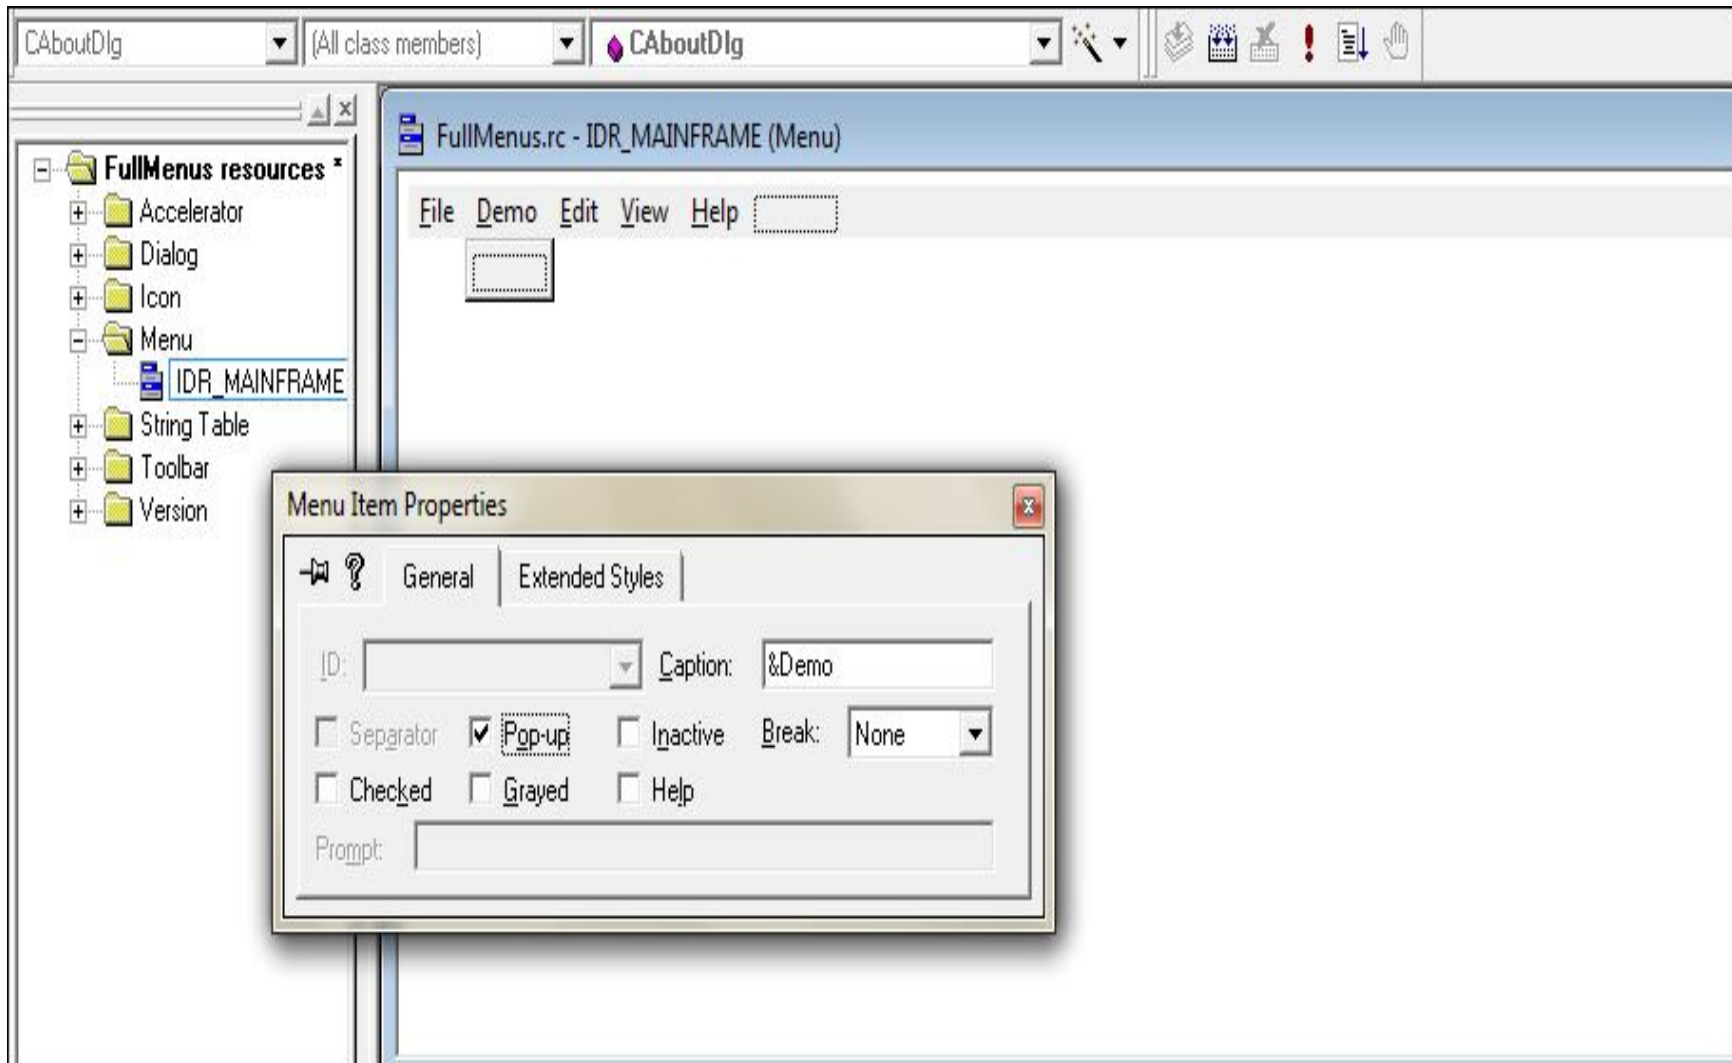 CAboutDlg (All class members) CAboutDlg
FullMenus resources *
Accelerator
Dialog
Icon
Menu
IDR_MAINFRAME
String Table
Toolbar
Version
FullMenus.rc - IDR_MAINFRAME (Menu)
File Demo Edit View Help
Menu Item Properties
General Extended Styles
ID: Caption: &Demo
Separator Pop-up Inactive Break: None
Checked Grayed Help
Prompt: